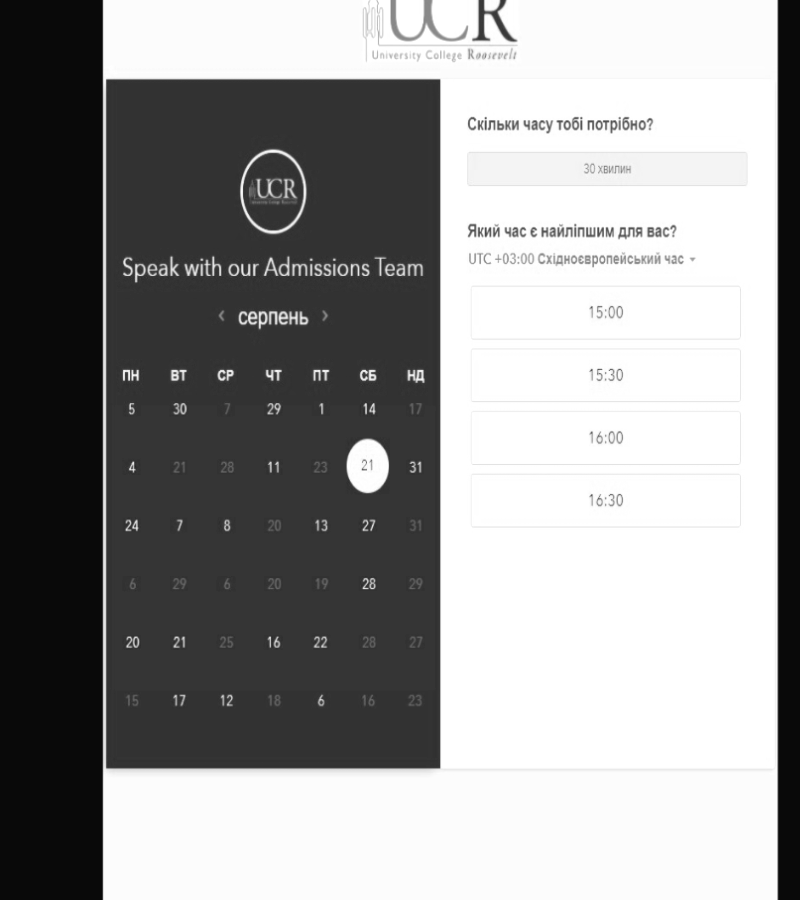 UCR
University College Roosevelt
UCR
Speak with our Admissions Team
‹ серпень ›
ПН ВТ СР ЧТ ПТ СБ НД
5 30 7 29 1 14 17
4 21 28 11 23 21 31
24 7 8 20 13 27 31
6 29 6 20 19 28 29
20 21 25 16 22 28 27
15 17 12 18 6 16 23
Скільки часу тобі потрібно?
30 хвилин
Який час є найліпшим для вас?
UTC +03:00 Східноєвропейський час
15:00
15:30
16:00
16:30